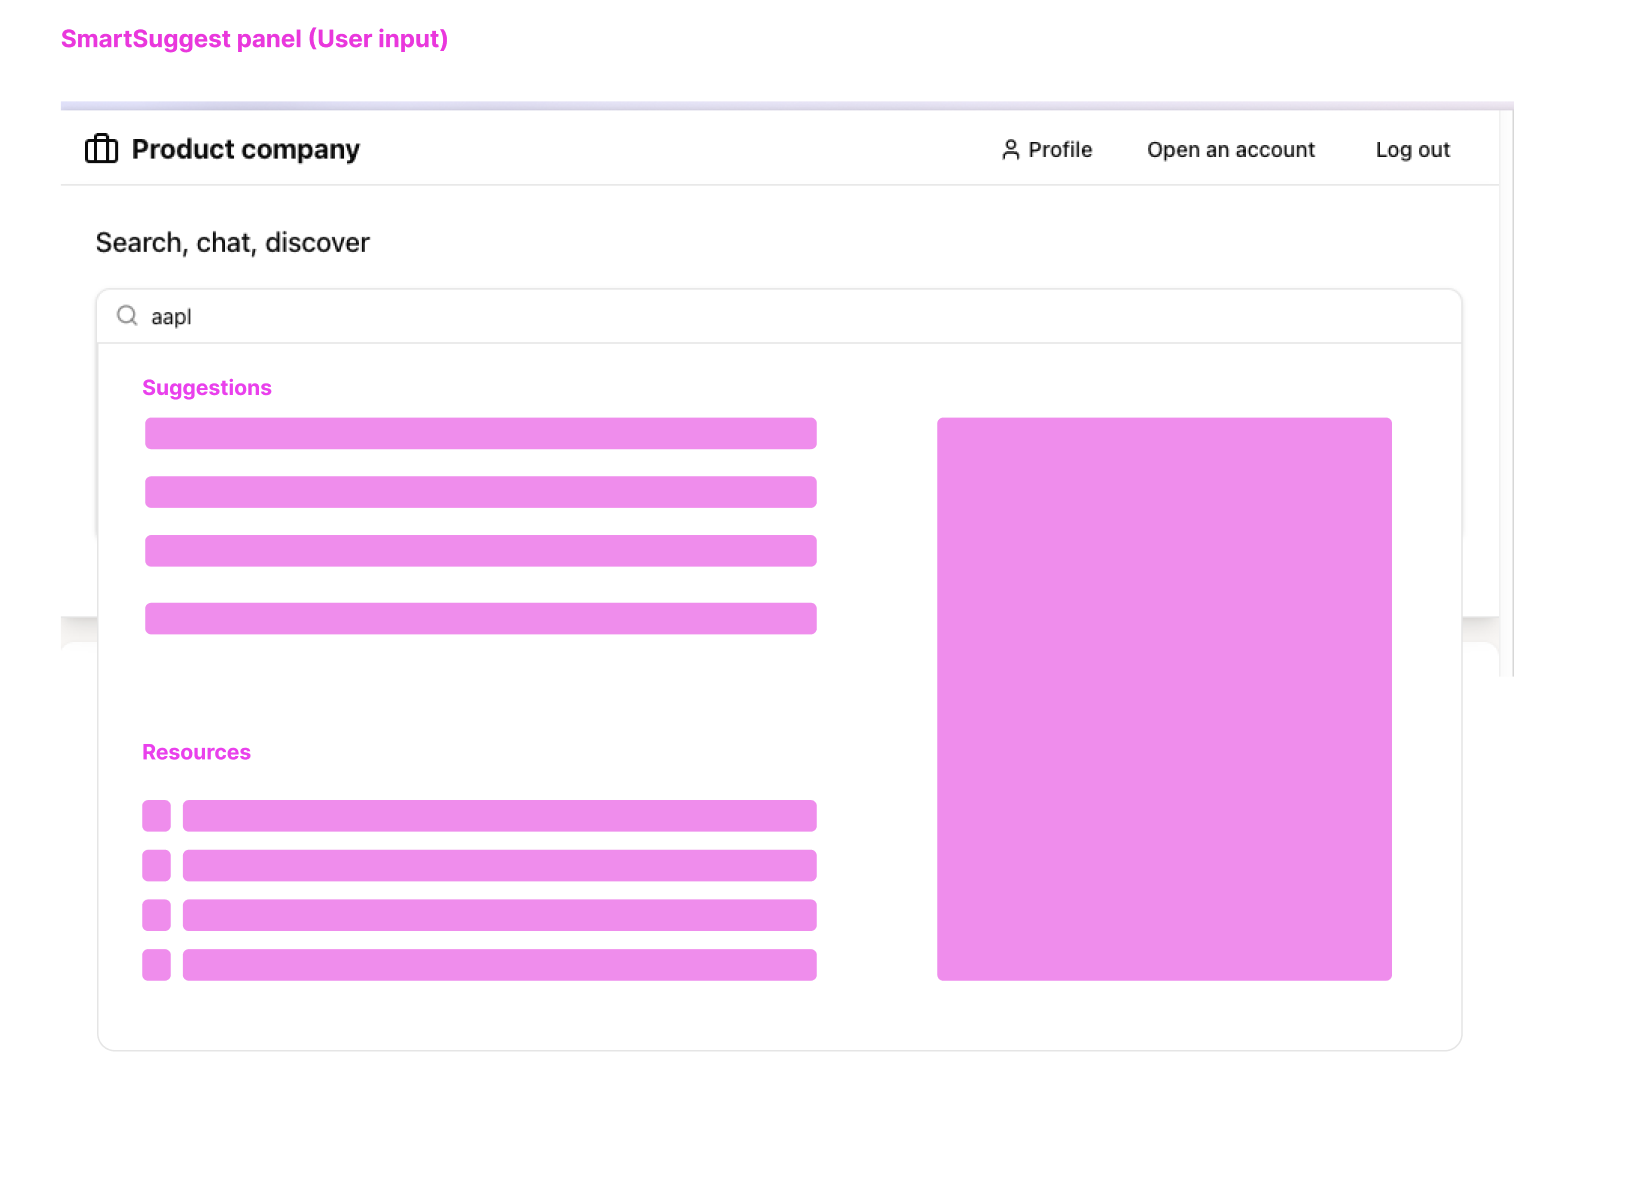 SmartSuggest panel (User input)
Product company
Profile
Open an account
Log out
Search, chat, discover
aapl
Suggestions
Resources